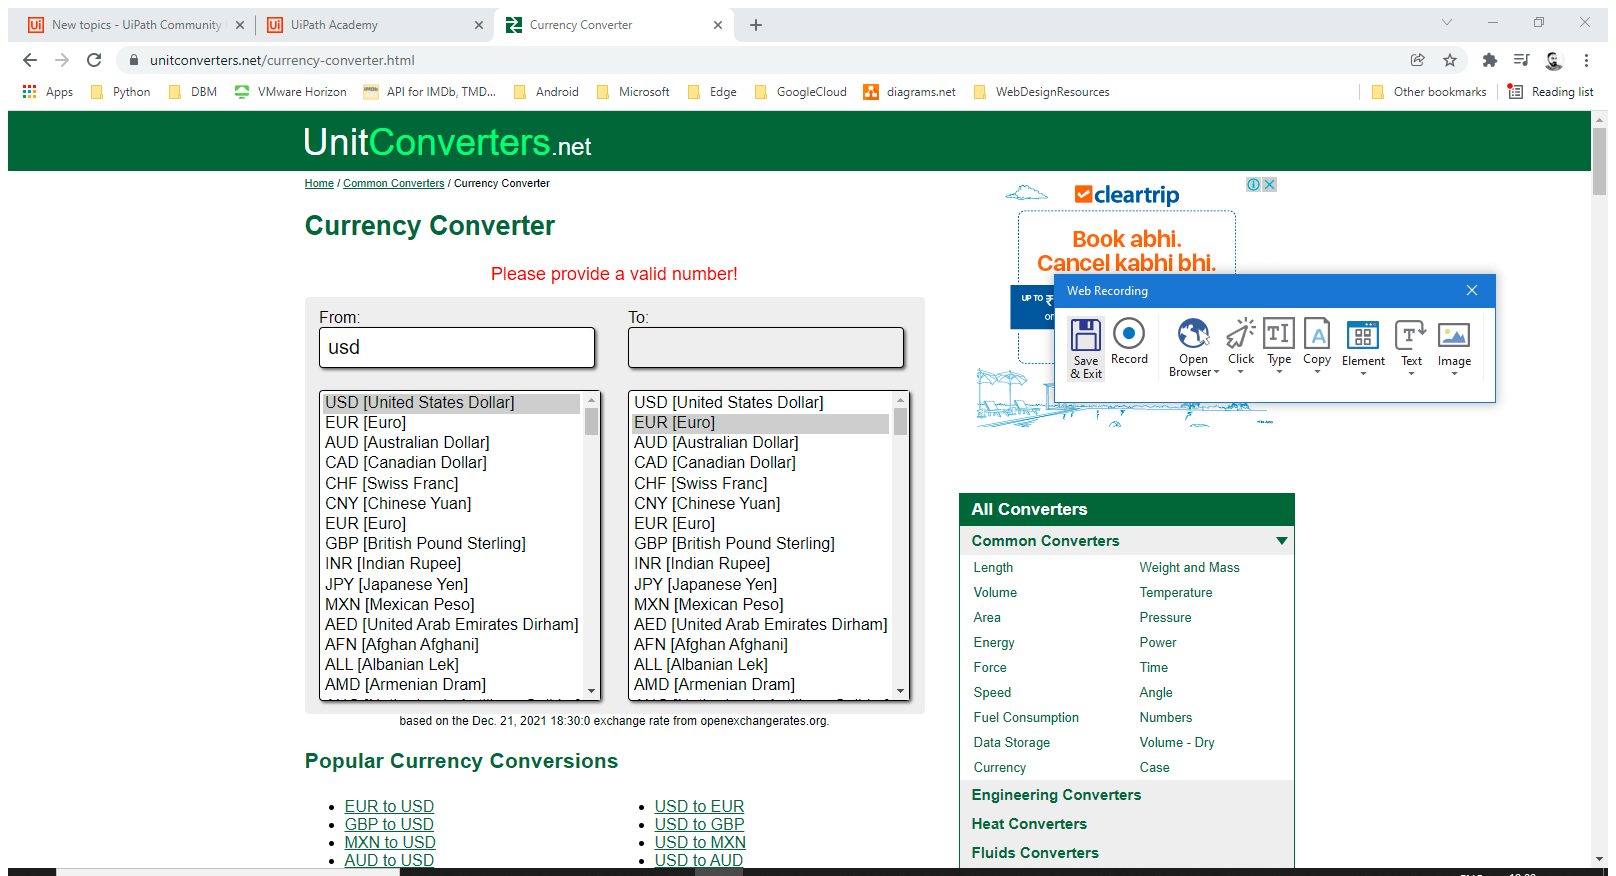 New topics - UiPath Community
UiPath Academy
Currency Converter
unitconverters.net/currency-converter.html
Apps
Python
DBM
VMware Horizon
API for IMDb, TMD...
Android
Microsoft
Edge
GoogleCloud
diagrams.net
WebDesignResources
Other bookmarks
Reading list
UnitConverters.net
Home / Common Converters / Currency Converter
Currency Converter
Please provide a valid number!
From:
To:
usd
USD [United States Dollar]
EUR [Euro]
AUD [Australian Dollar]
CAD [Canadian Dollar]
CHF [Swiss Franc]
CNY [Chinese Yuan]
EUR [Euro]
GBP [British Pound Sterling]
INR [Indian Rupee]
JPY [Japanese Yen]
MXN [Mexican Peso]
AED [United Arab Emirates Dirham]
AFN [Afghan Afghani]
ALL [Albanian Lek]
AMD [Armenian Dram]
USD [United States Dollar]
EUR [Euro]
AUD [Australian Dollar]
CAD [Canadian Dollar]
CHF [Swiss Franc]
CNY [Chinese Yuan]
EUR [Euro]
GBP [British Pound Sterling]
INR [Indian Rupee]
JPY [Japanese Yen]
MXN [Mexican Peso]
AED [United Arab Emirates Dirham]
AFN [Afghan Afghani]
ALL [Albanian Lek]
AMD [Armenian Dram]
based on the Dec. 21, 2021 18:30:0 exchange rate from openexchangerates.org.
Popular Currency Conversions
EUR to USD
GBP to USD
MXN to USD
AUD to USD
USD to EUR
USD to GBP
USD to MXN
USD to AUD
cleartrip
Book abhi.
Cancel kabhi bhi.
UP TO ₹
Web Recording
Save & Exit
Record
Open Browser
Click
Type
Copy
Element
Text
Image
All Converters
Common Converters
Length
Weight and Mass
Volume
Temperature
Area
Pressure
Energy
Power
Force
Time
Speed
Angle
Fuel Consumption
Numbers
Data Storage
Volume - Dry
Currency
Case
Engineering Converters
Heat Converters
Fluids Converters